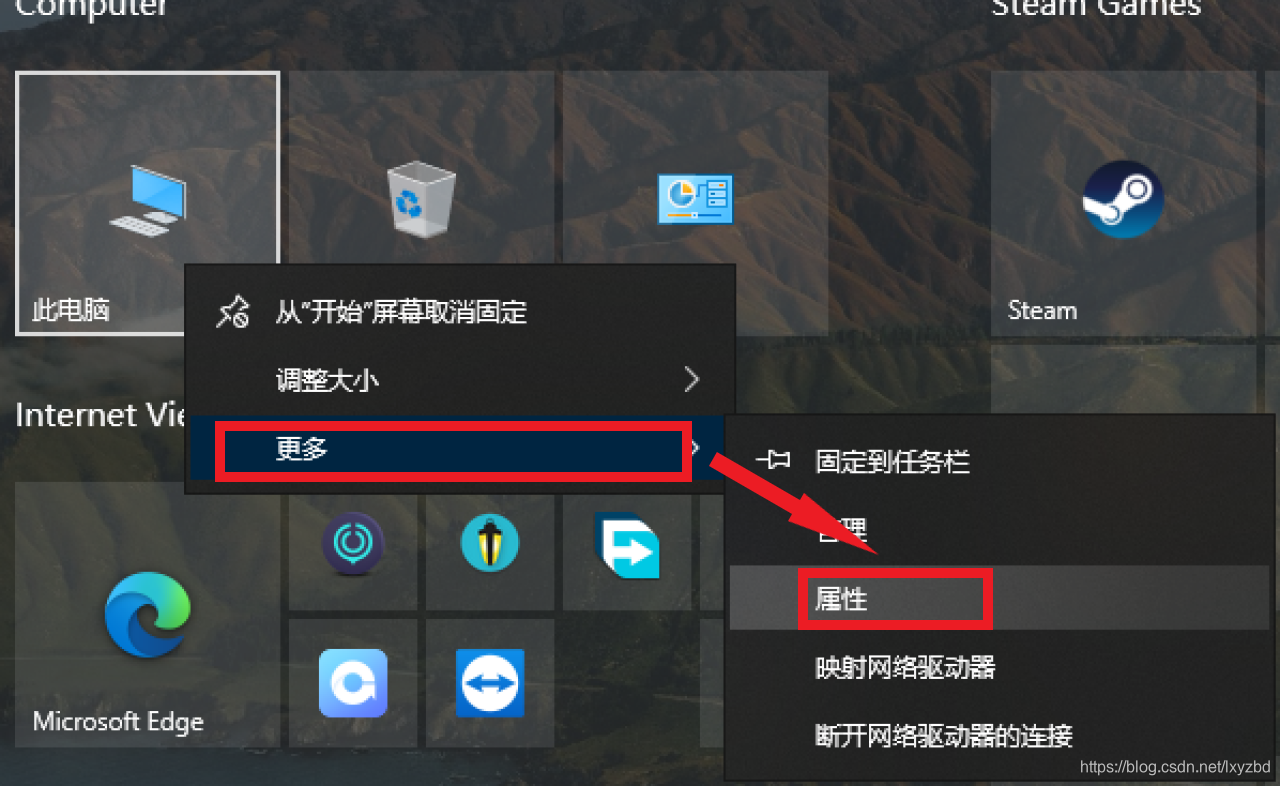 Computer
Steam Games
此电脑
Steam
从"开始"屏幕取消固定
调整大小
更多
Internet Vie
固定到任务栏
管理
属性
映射网络驱动器
断开网络驱动器的连接
Microsoft Edge
https://blog.csdn.net/lxyzbd